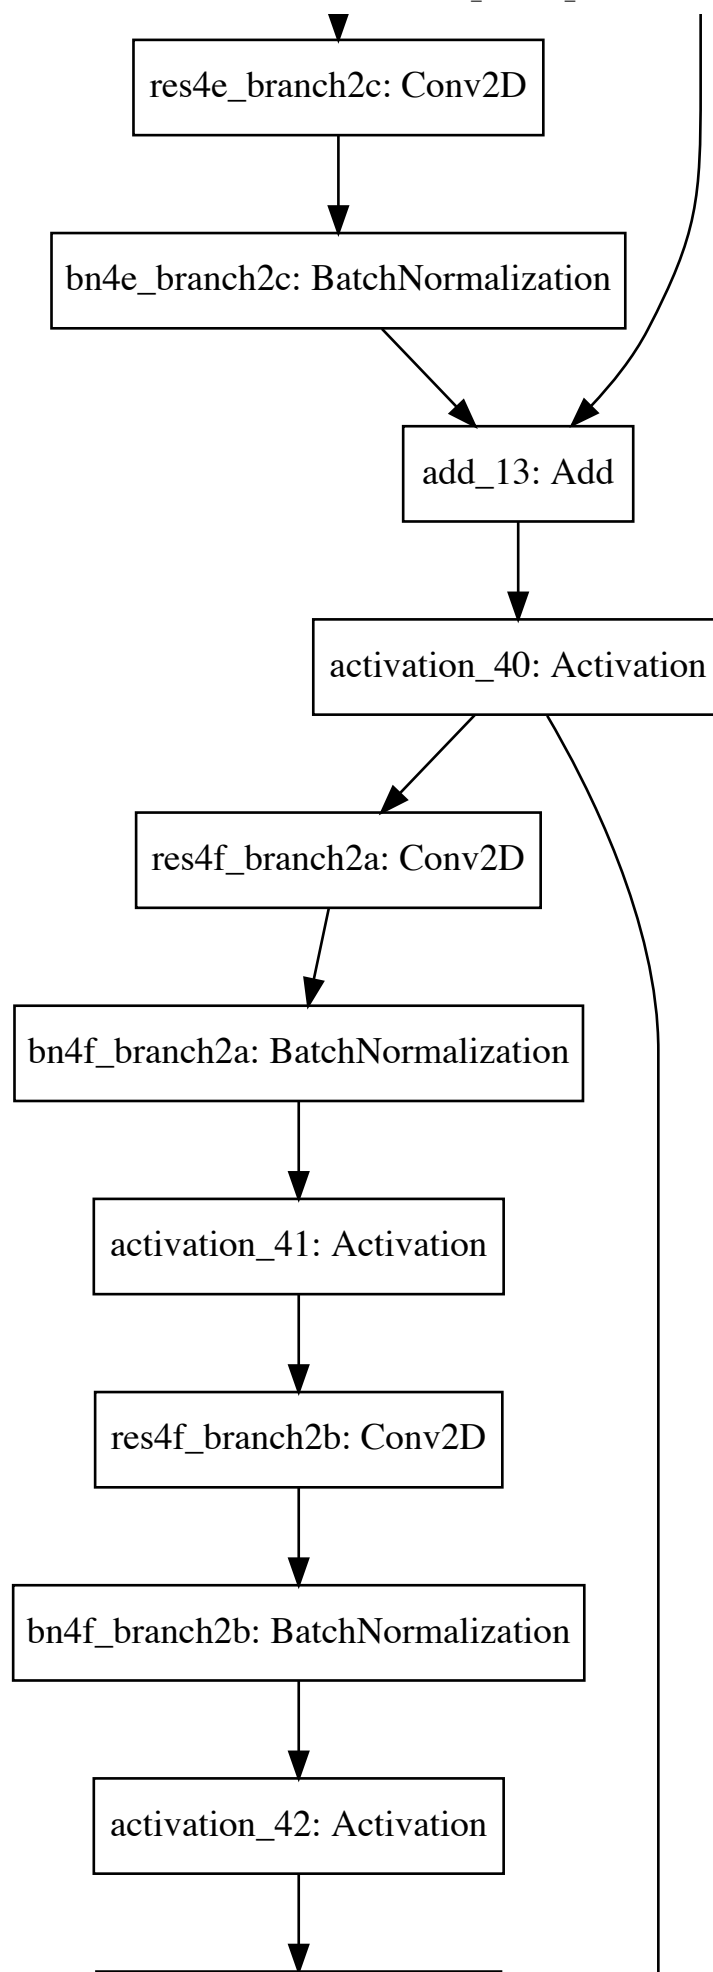 res4e_branch2c: Conv2D
bn4e_branch2c: BatchNormalization
add_13: Add
activation_40: Activation
res4f_branch2a: Conv2D
bn4f_branch2a: BatchNormalization
activation_41: Activation
res4f_branch2b: Conv2D
bn4f_branch2b: BatchNormalization
activation_42: Activation